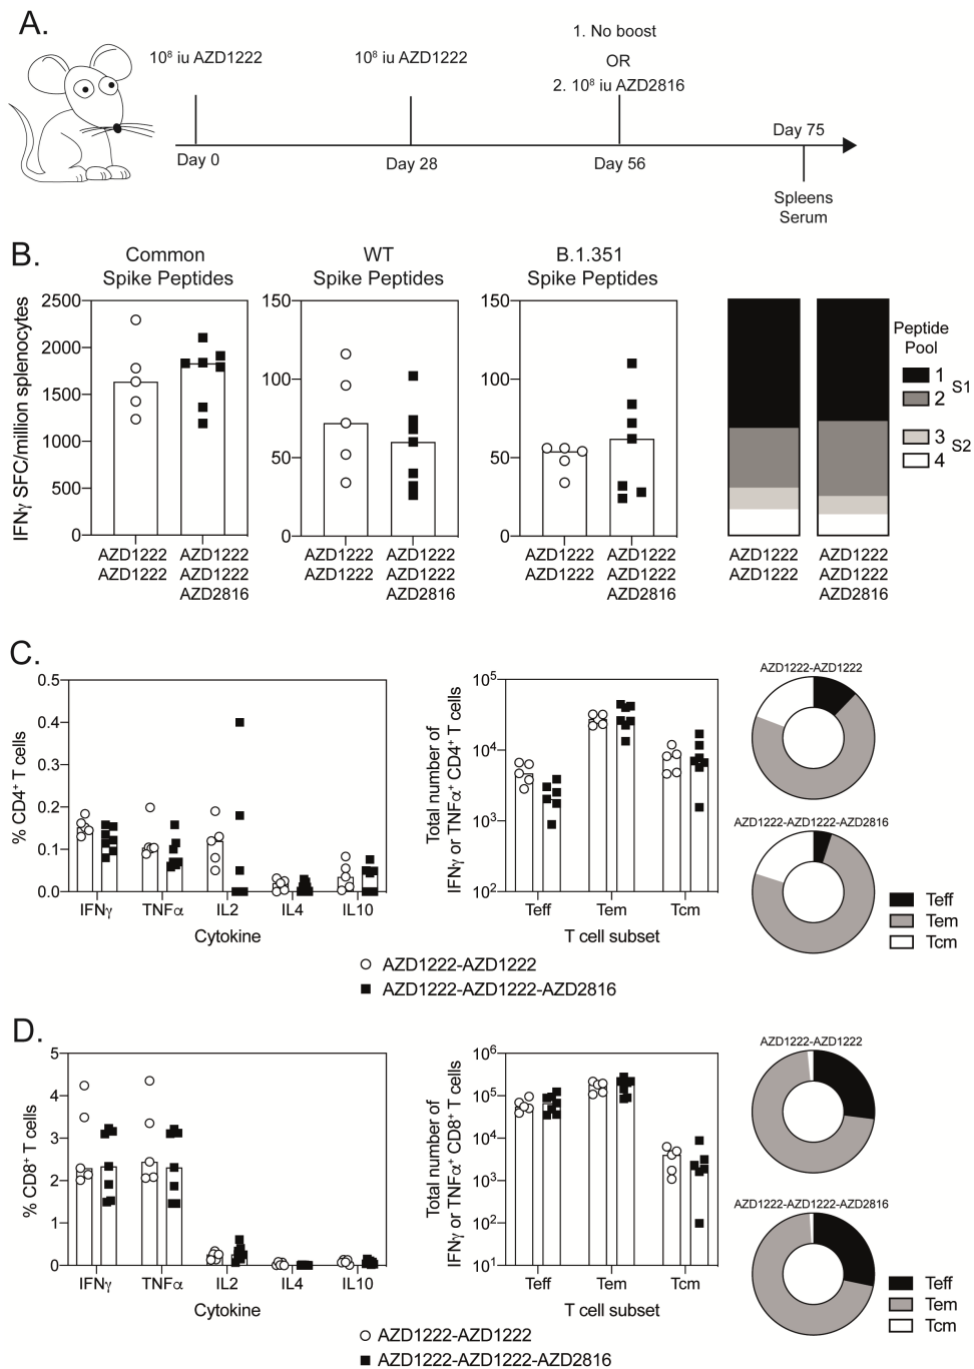 A.
10⁸ iu AZD1222
10⁸ iu AZD1222
1. No boost
OR
2. 10⁸ iu AZD2816
Day 0
Day 28
Day 56
Day 75
Spleens
Serum
B.
Common
Spike Peptides
WT
Spike Peptides
B.1.351
Spike Peptides
IFNγ SFC/million splenocytes
2500
2000
1500
1000
500
0
AZD1222
AZD1222
AZD1222
AZD1222
AZD2816
150
100
50
0
AZD1222
AZD1222
AZD1222
AZD1222
AZD2816
150
100
50
0
AZD1222
AZD1222
AZD1222
AZD1222
AZD2816
AZD1222
AZD1222
AZD1222
AZD1222
AZD2816
Peptide
Pool
1
2
S1
3
4
S2
C.
% CD4⁺ T cells
0.5
0.4
0.3
0.2
0.1
0.0
IFNγ TNFα IL2 IL4 IL10
Cytokine
Total number of
IFNγ or TNFα⁺ CD4⁺ T cells
10⁵
10⁴
10³
10²
Teff Tem Tcm
T cell subset
AZD1222-AZD1222
AZD1222-AZD1222-AZD2816
Teff
Tem
Tcm
AZD1222-AZD1222
AZD1222-AZD1222-AZD2816
D.
% CD8⁺ T cells
5
4
3
2
1
0
IFNγ TNFα IL2 IL4 IL10
Cytokine
Total number of
IFNγ or TNFα⁺ CD8⁺ T cells
10⁶
10⁵
10⁴
10³
10²
10¹
Teff Tem Tcm
T cell subset
AZD1222-AZD1222
AZD1222-AZD1222-AZD2816
Teff
Tem
Tcm
AZD1222-AZD1222
AZD1222-AZD1222-AZD2816